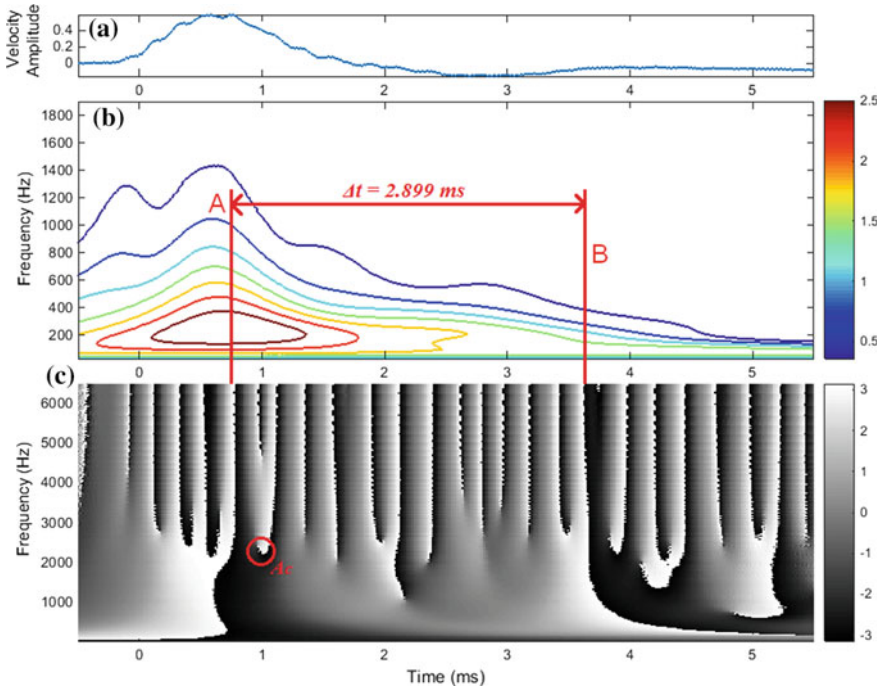 (a)
Velocity
Amplitude
0.4
0.2
0
0 1 2 3 4 5
(b)
Frequency (Hz)
1800
1600
1400
1200
1000
800
600
400
200
A
Δt = 2.899 ms
B
0 1 2 3 4 5
2.5
2
1.5
1
0.5
(c)
Frequency (Hz)
6000
5000
4000
3000
2000
1000
Ac
0 1 2 3 4 5
Time (ms)
3
2
1
0
-1
-2
-3